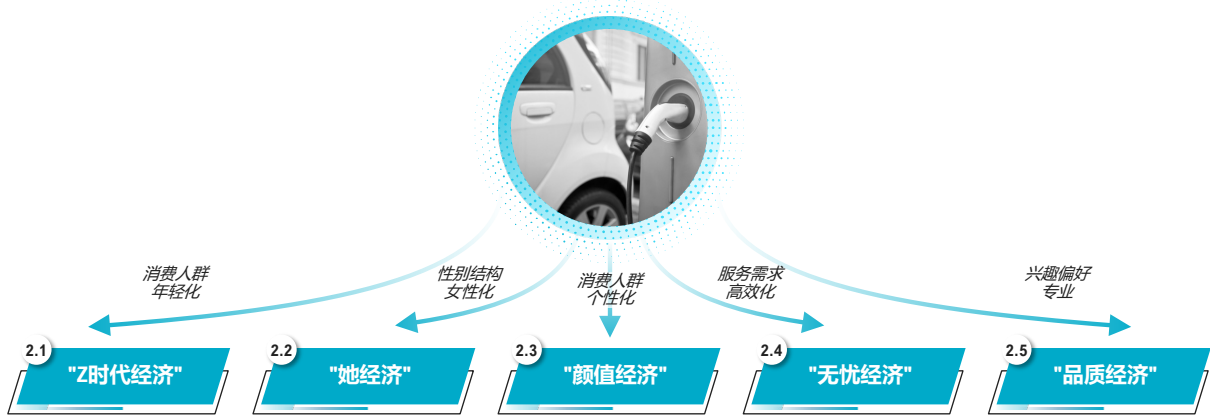 消费人群
年轻化
性别结构
女性化
消费人群
个性化
服务需求
高效化
兴趣偏好
专业
2.1
"Z时代经济"
2.2
"她经济"
2.3
"颜值经济"
2.4
"无忧经济"
2.5
"品质经济"